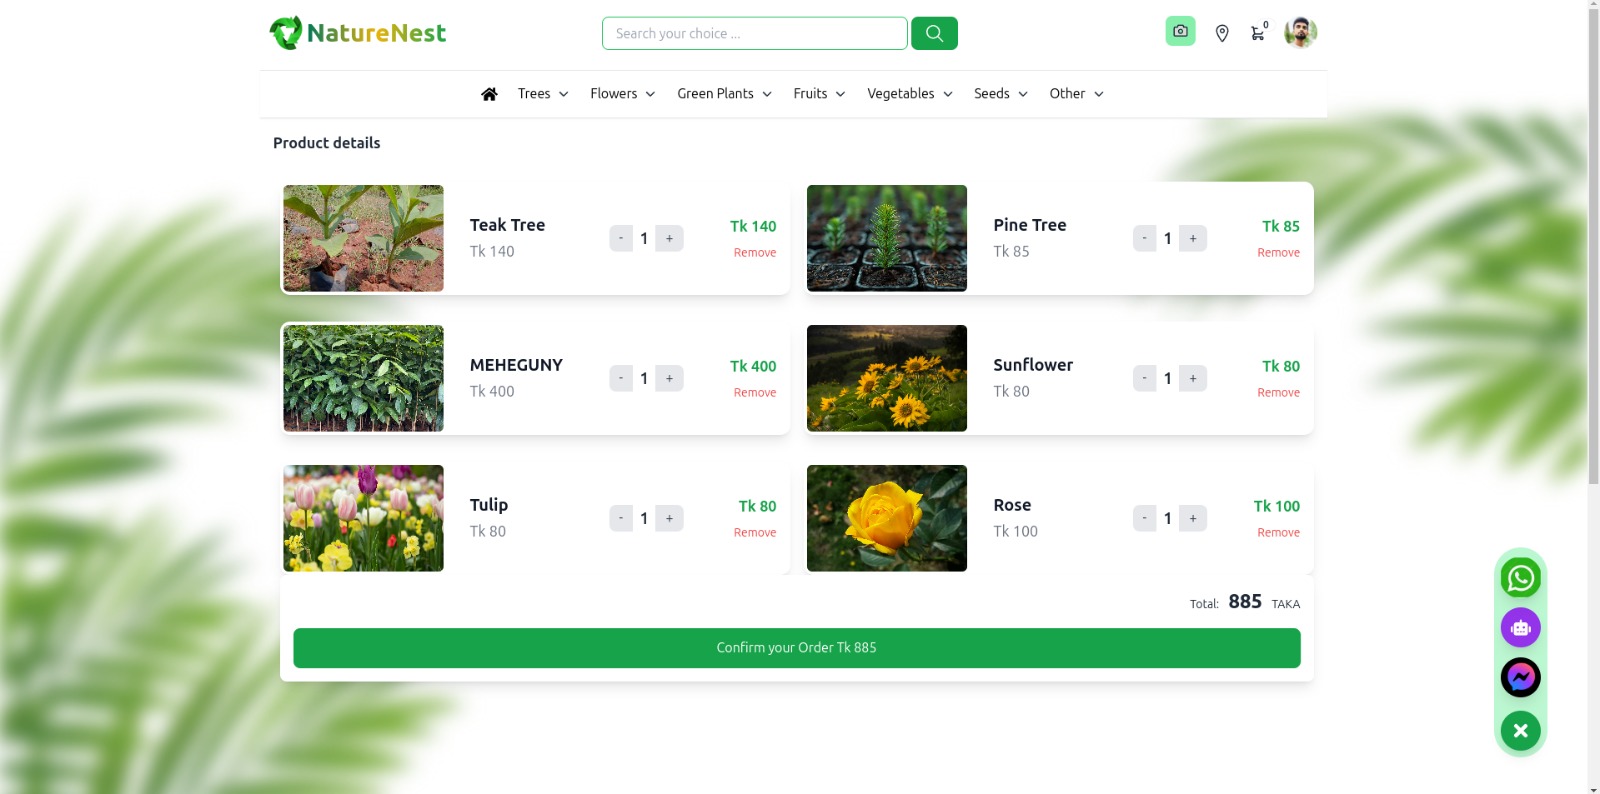 NatureNest
Search your choice ...
0
Trees Flowers Green Plants Fruits Vegetables Seeds Other
Product details
Teak Tree
Tk 140
- 1 +
Tk 140
Remove
Pine Tree
Tk 85
- 1 +
Tk 85
Remove
MEHEGUNY
Tk 400
- 1 +
Tk 400
Remove
Sunflower
Tk 80
- 1 +
Tk 80
Remove
Tulip
Tk 80
- 1 +
Tk 80
Remove
Rose
Tk 100
- 1 +
Tk 100
Remove
Total: 885 TAKA
Confirm your Order Tk 885